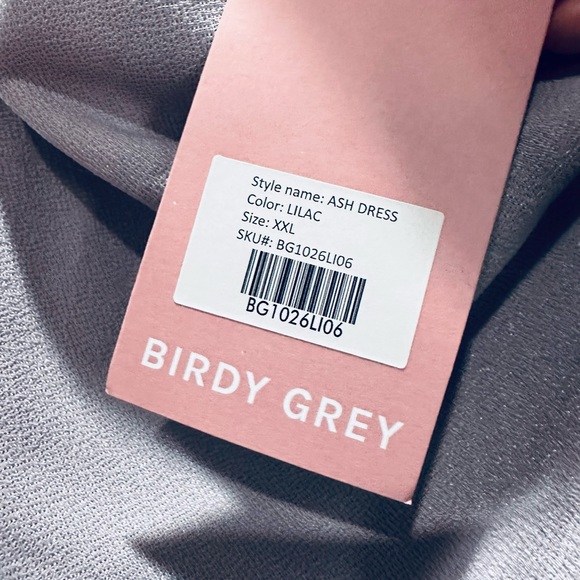 Style name: ASH DRESS
Color: LILAC
Size: XXL
SKU#: BG1026LI06
BG1026LI06
BIRDY GREY